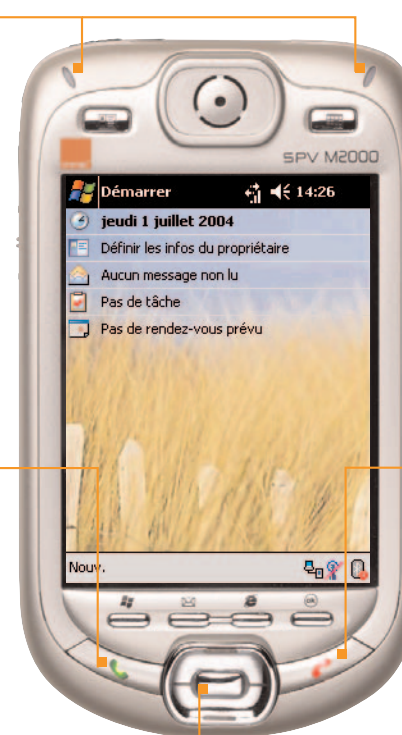 SPV M2000
Démarrer 14:26
jeudi 1 juillet 2004
Définir les infos du propriétaire
Aucun message non lu
Pas de tâche
Pas de rendez-vous prévu
Nouv.
ok